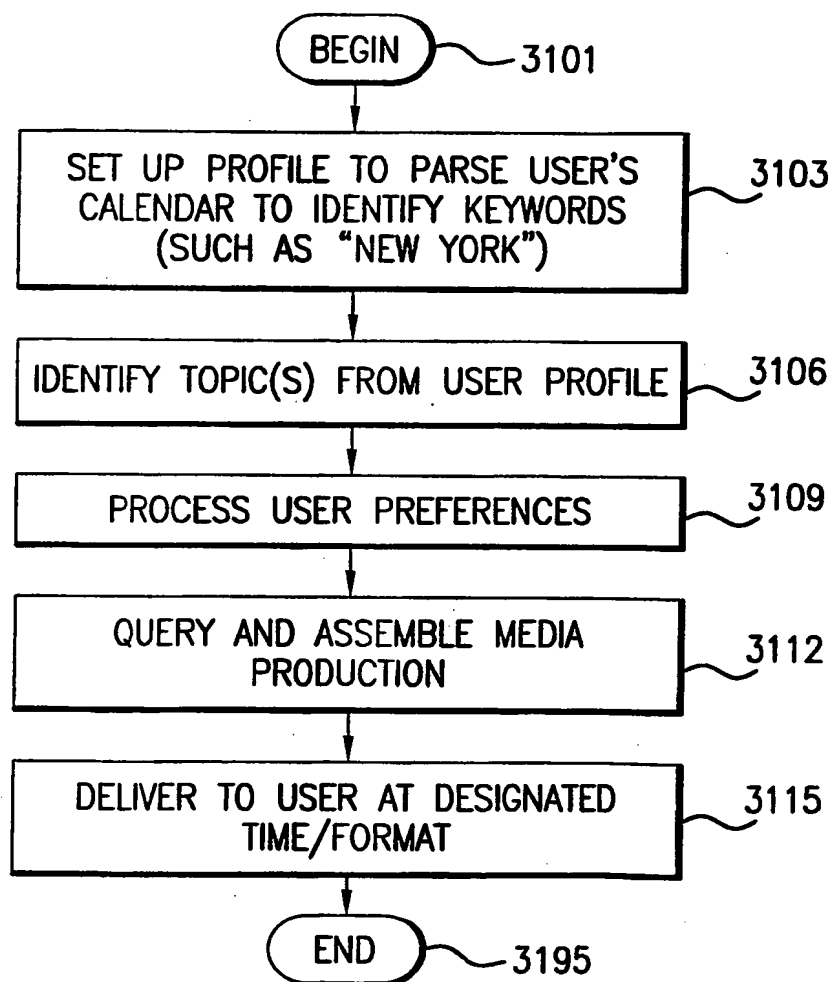 BEGIN
3101
SET UP PROFILE TO PARSE USER'S
CALENDAR TO IDENTIFY KEYWORDS
(SUCH AS “NEW YORK”)
3103
IDENTIFY TOPIC(S) FROM USER PROFILE
3106
PROCESS USER PREFERENCES
3109
QUERY AND ASSEMBLE MEDIA
PRODUCTION
3112
DELIVER TO USER AT DESIGNATED
TIME/FORMAT
3115
END
3195